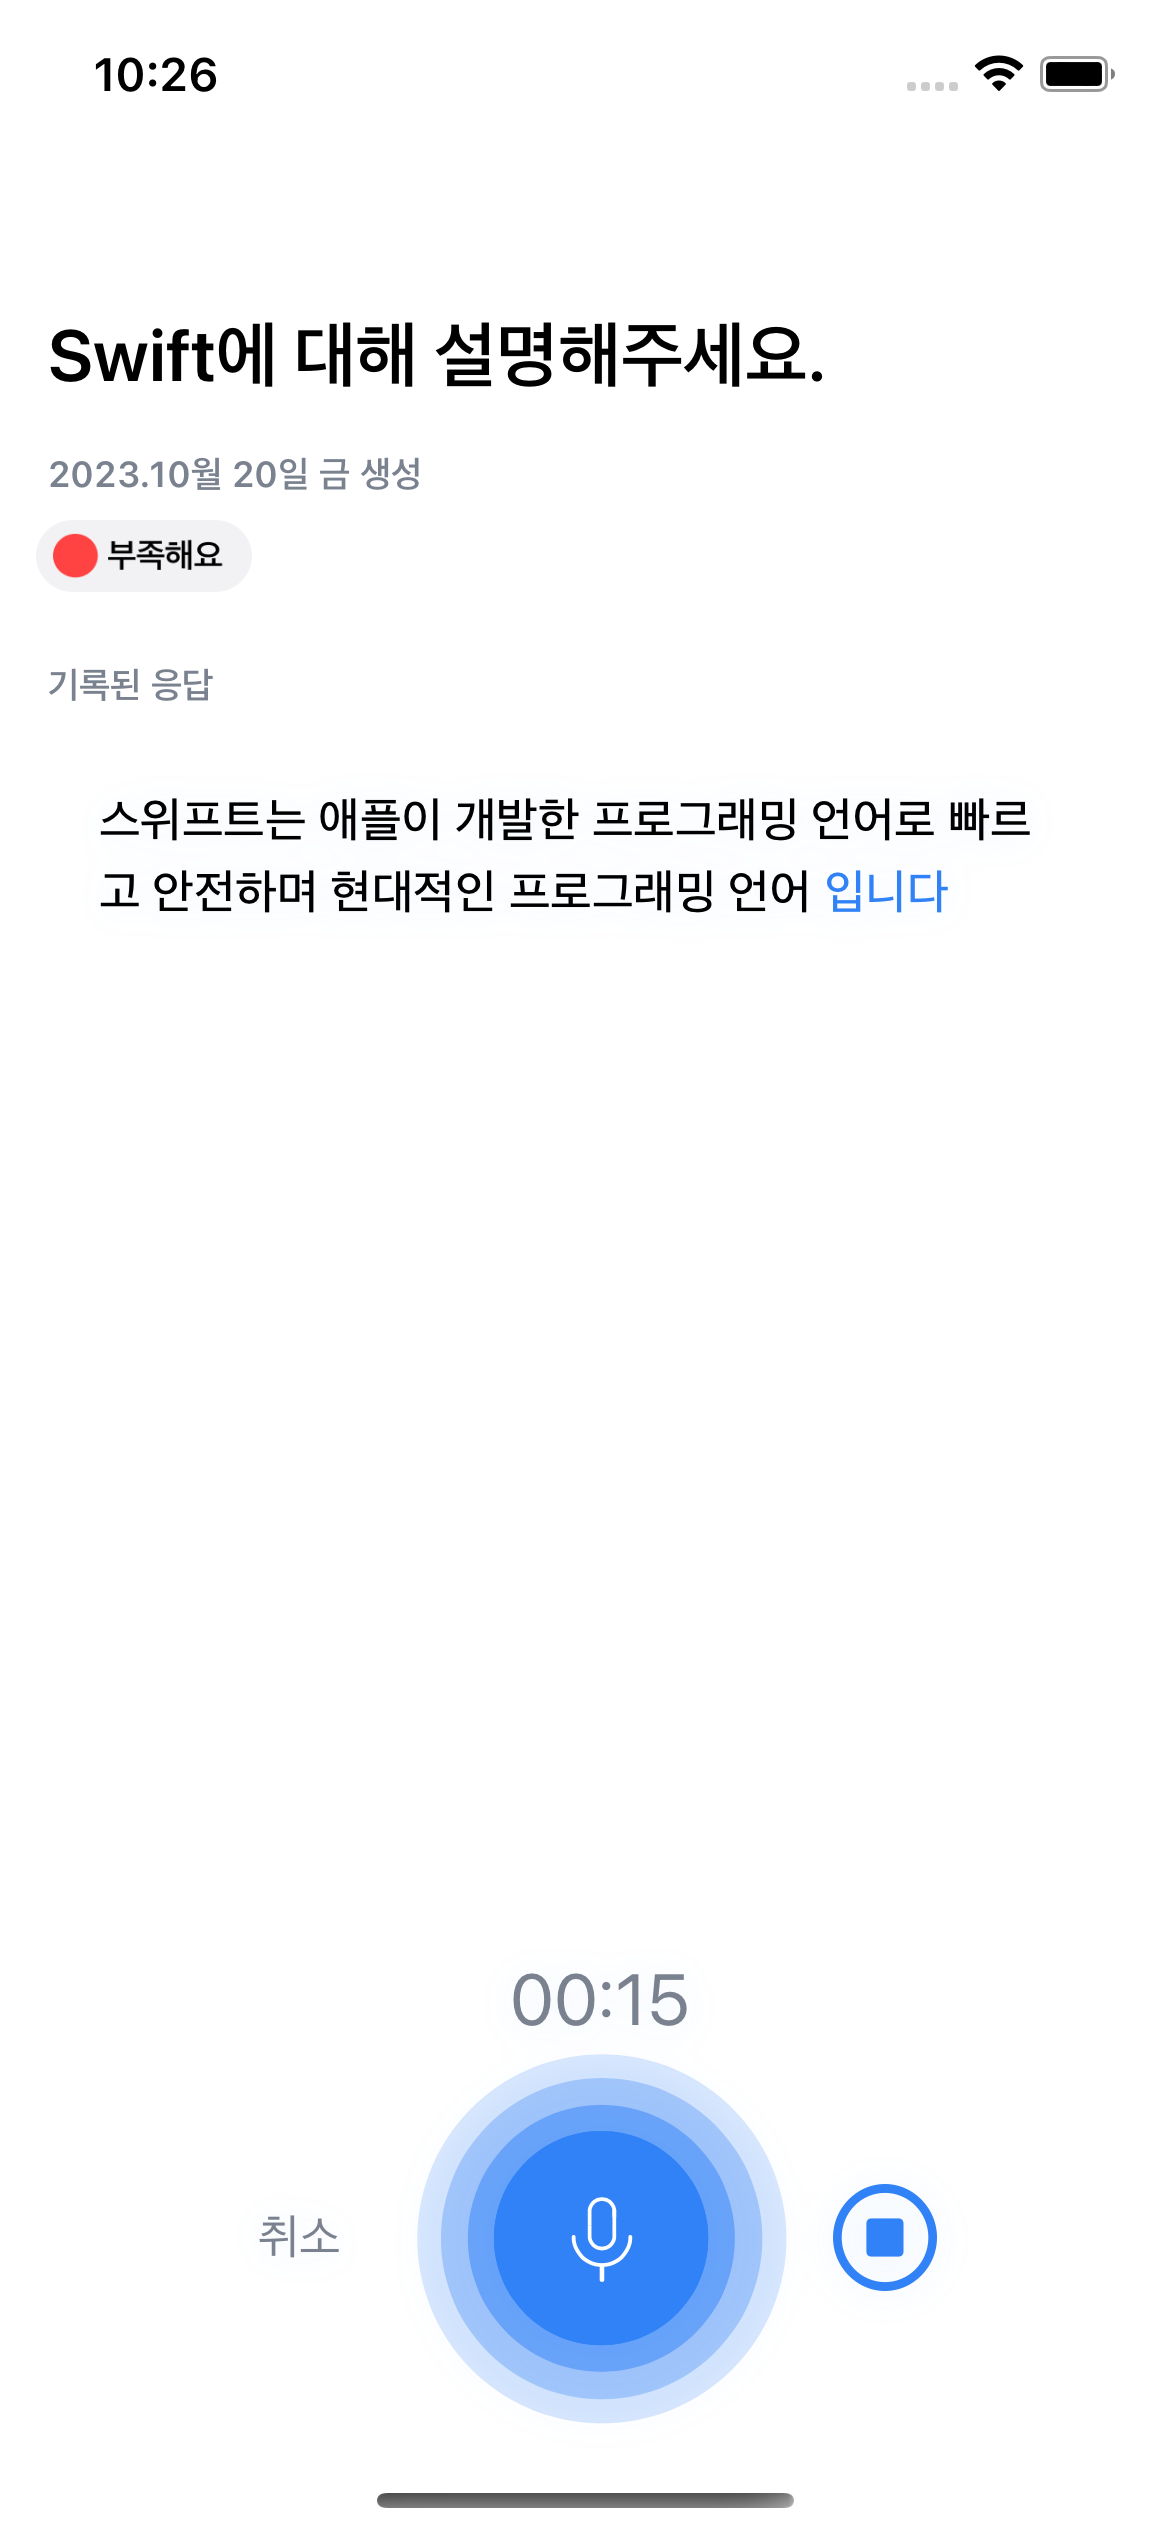 10:26
Swift에 대해 설명해주세요.
2023.10월 20일 금 생성
부족해요
기록된 응답
스위프트는 애플이 개발한 프로그래밍 언어로 빠르
고 안전하며 현대적인 프로그래밍 언어 입니다
00:15
취소